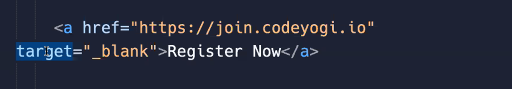 <a href="https://join.codeyogi.io"
target="_blank">Register Now</a>